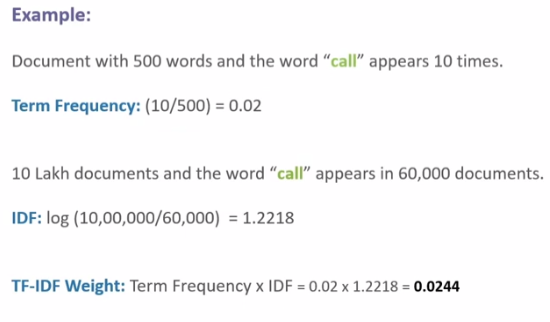 Example:
Document with 500 words and the word “call” appears 10 times.
Term Frequency: (10/500) = 0.02
10 Lakh documents and the word “call” appears in 60,000 documents.
IDF: log (10,00,000/60,000) = 1.2218
TF-IDF Weight: Term Frequency x IDF = 0.02 x 1.2218 = 0.0244